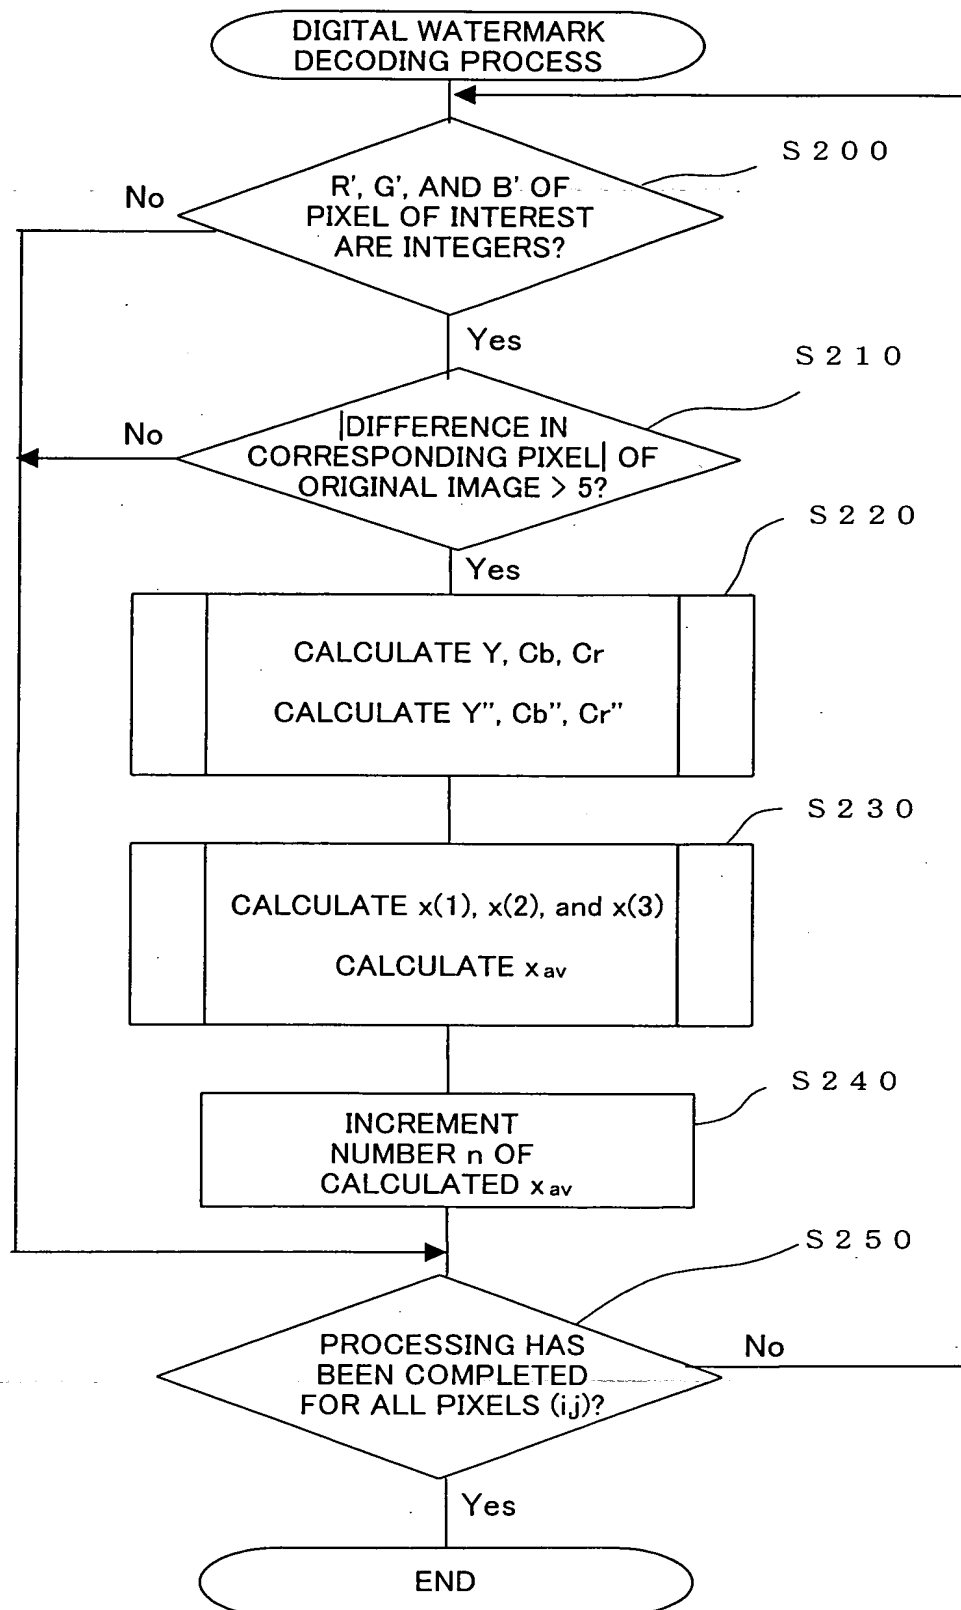 DIGITAL WATERMARK
DECODING PROCESS
S200
No
R', G', AND B' OF
PIXEL OF INTEREST
ARE INTEGERS?
Yes
S210
No
|DIFFERENCE IN
CORRESPONDING PIXEL| OF
ORIGINAL IMAGE > 5?
S220
Yes
CALCULATE Y, Cb, Cr
CALCULATE Y", Cb", Cr"
S230
CALCULATE x(1), x(2), and x(3)
CALCULATE xav
S240
INCREMENT
NUMBER n OF
CALCULATED xav
S250
PROCESSING HAS
BEEN COMPLETED
FOR ALL PIXELS (i,j)?
No
Yes
END